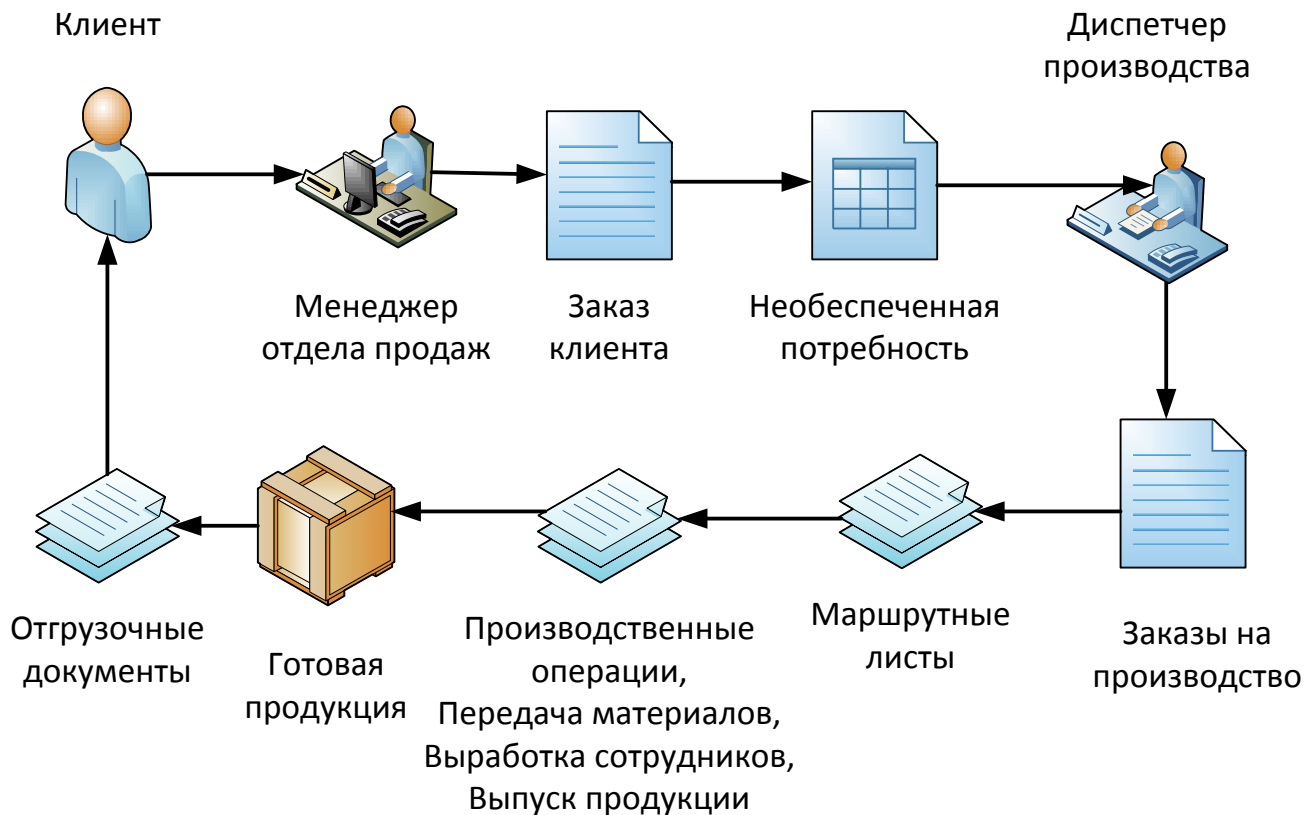 Клиент
Диспетчер
производства
Менеджер
отдела продаж
Заказ
клиента
Необеспеченная
потребность
Отгрузочные
документы
Готовая
продукция
Производственные
операции,
Передача материалов,
Выработка сотрудников,
Выпуск продукции
Маршрутные
листы
Заказы на
производство